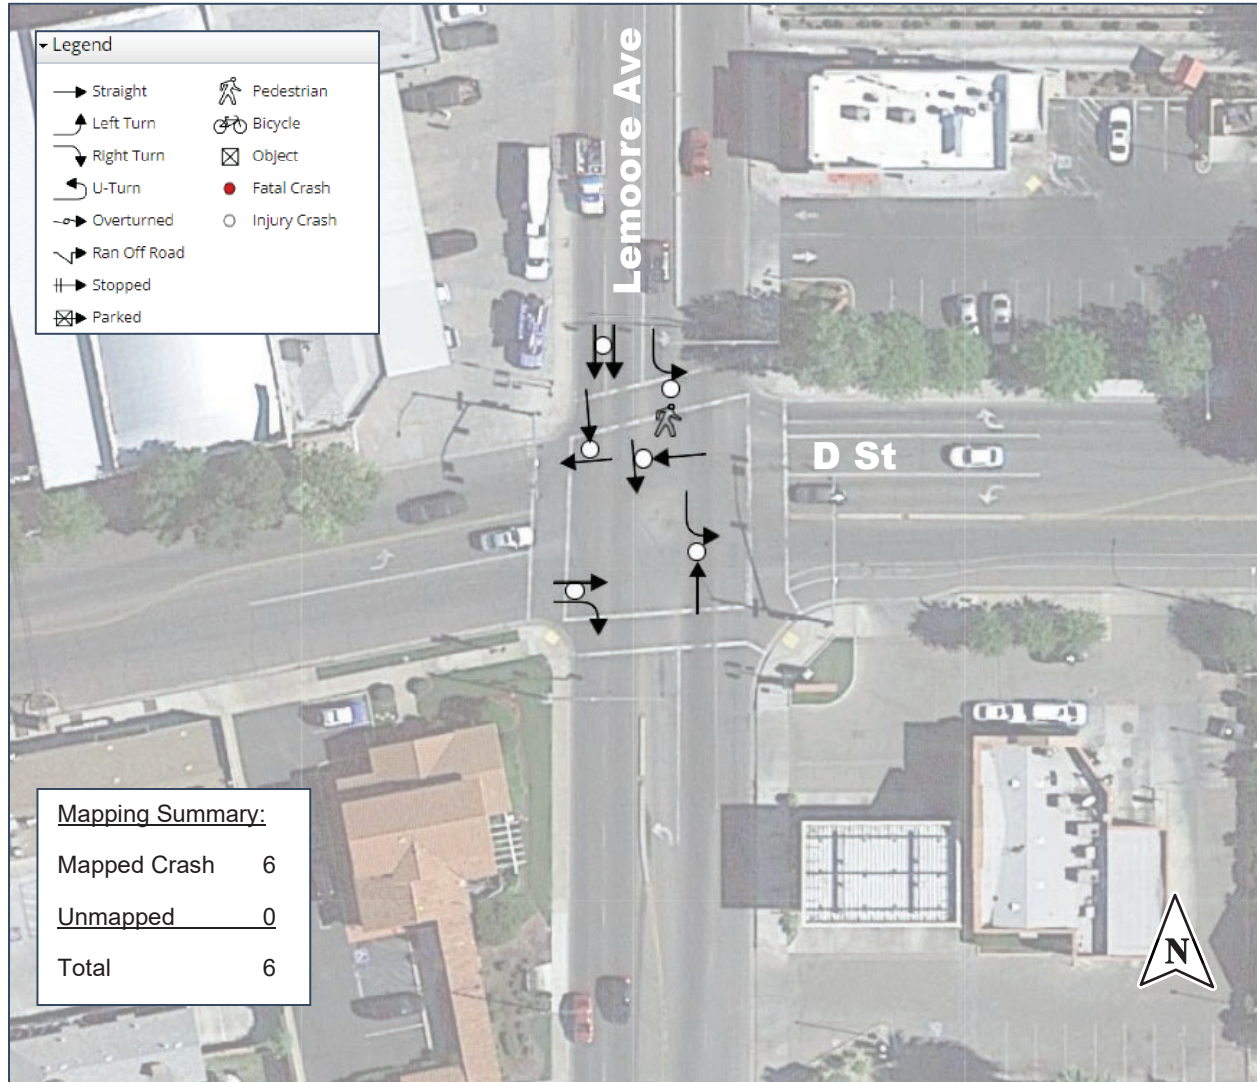 Legend
Straight
Pedestrian
Left Turn
Bicycle
Right Turn
Object
U-Turn
Fatal Crash
Overturned
Injury Crash
Ran Off Road
Stopped
Parked
Lemoore Ave
D St
Mapping Summary:
Mapped Crash 6
Unmapped 0
Total 6
N